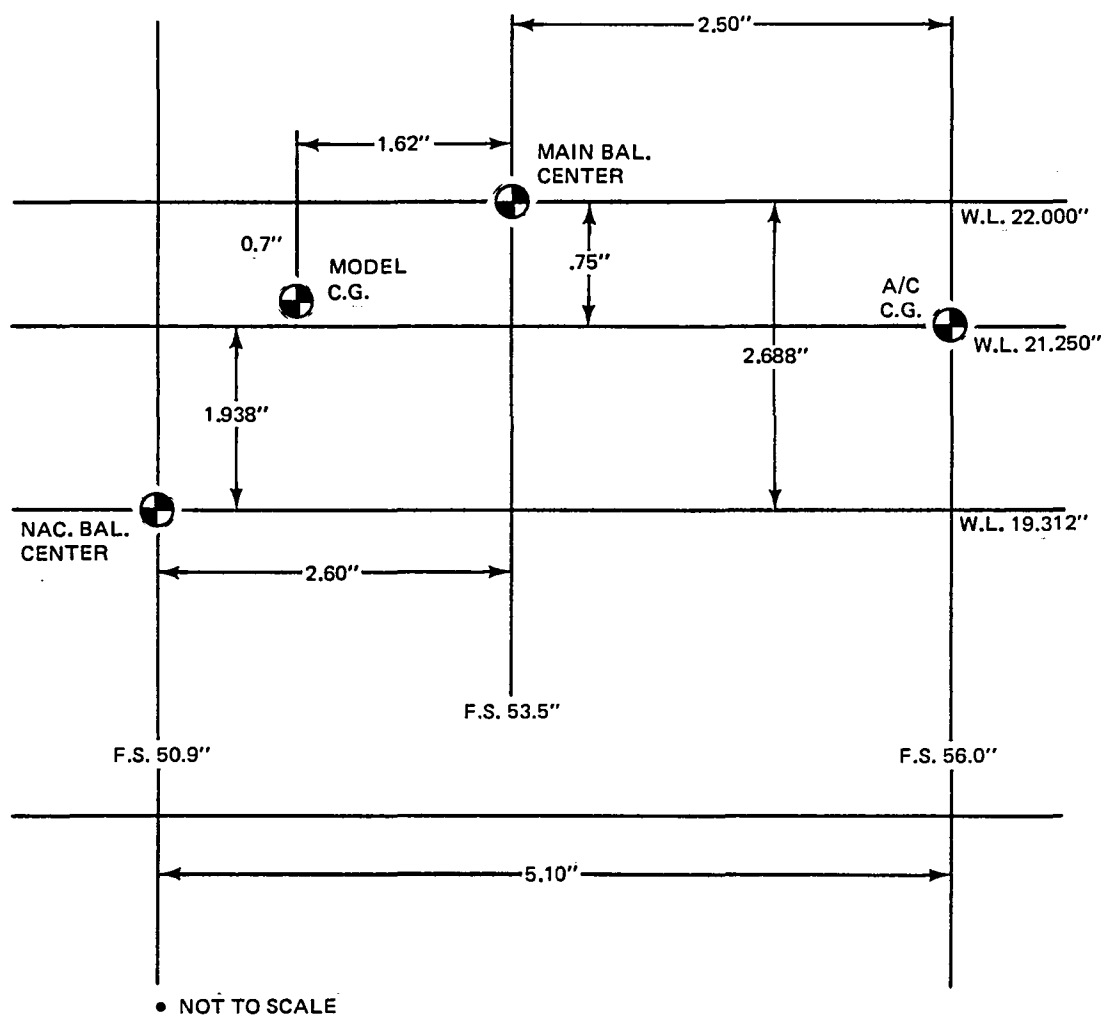 2.50"
1.62"
MAIN BAL.
CENTER
W.L. 22.000"
0.7"
MODEL
C.G.
.75"
A/C
C.G.
W.L. 21.250"
2.688"
1.938"
NAC. BAL.
CENTER
W.L. 19.312"
2.60"
F.S. 53.5"
F.S. 50.9"
F.S. 56.0"
5.10"
• NOT TO SCALE